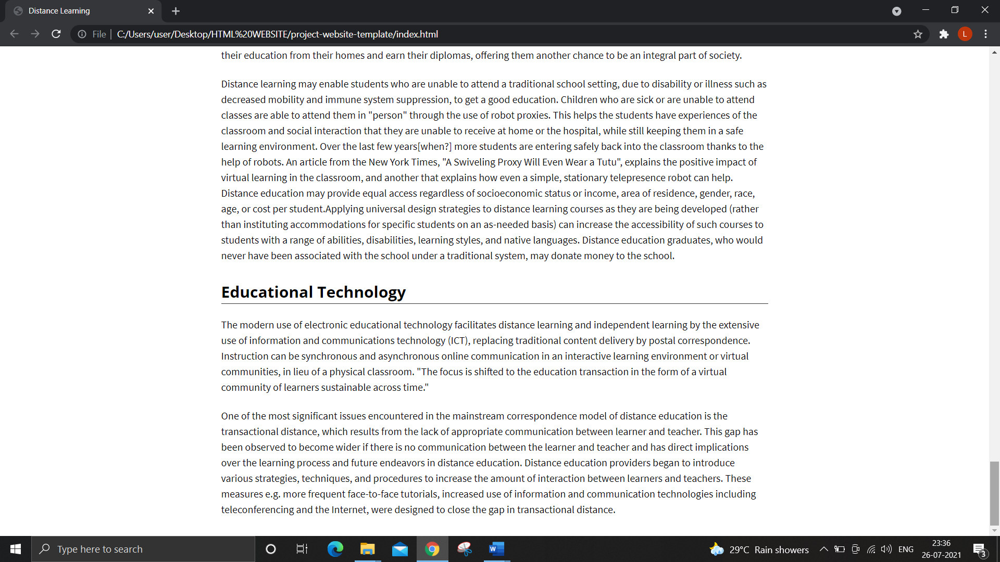 Distance Learning
File
C:/Users/user/Desktop/HTML%20WEBSITE/project-website-template/index.html
L
their education from their homes and earn their diplomas, offering them another chance to be an integral part of society.
Distance learning may enable students who are unable to attend a traditional school setting, due to disability or illness such as
decreased mobility and immune system suppression, to get a good education. Children who are sick or are unable to attend
classes are able to attend them in "person" through the use of robot proxies. This helps the students have experiences of the
classroom and social interaction that they are unable to receive at home or the hospital, while still keeping them in a safe
learning environment. Over the last few years[when?] more students are entering safely back into the classroom thanks to the
help of robots. An article from the New York Times, "A Swiveling Proxy Will Even Wear a Tutu", explains the positive impact of
virtual learning in the classroom, and another that explains how even a simple, stationary telepresence robot can help.
Distance education may provide equal access regardless of socioeconomic status or income, area of residence, gender, race,
age, or cost per student.Applying universal design strategies to distance learning courses as they are being developed (rather
than instituting accommodations for specific students on an as-needed basis) can increase the accessibility of such courses to
students with a range of abilities, disabilities, learning styles, and native languages. Distance education graduates, who would
never have been associated with the school under a traditional system, may donate money to the school.
Educational Technology
The modern use of electronic educational technology facilitates distance learning and independent learning by the extensive
use of information and communications technology (ICT), replacing traditional content delivery by postal correspondence.
Instruction can be synchronous and asynchronous online communication in an interactive learning environment or virtual
communities, in lieu of a physical classroom. "The focus is shifted to the education transaction in the form of a virtual
community of learners sustainable across time."
One of the most significant issues encountered in the mainstream correspondence model of distance education is the
transactional distance, which results from the lack of appropriate communication between learner and teacher. This gap has
been observed to become wider if there is no communication between the learner and teacher and has direct implications
over the learning process and future endeavors in distance education. Distance education providers began to introduce
various strategies, techniques, and procedures to increase the amount of interaction between learners and teachers. These
measures e.g. more frequent face-to-face tutorials, increased use of information and communication technologies including
teleconferencing and the Internet, were designed to close the gap in transactional distance.
Type here to search
W
29°C Rain showers
ENG
23:36
26-07-2021
3